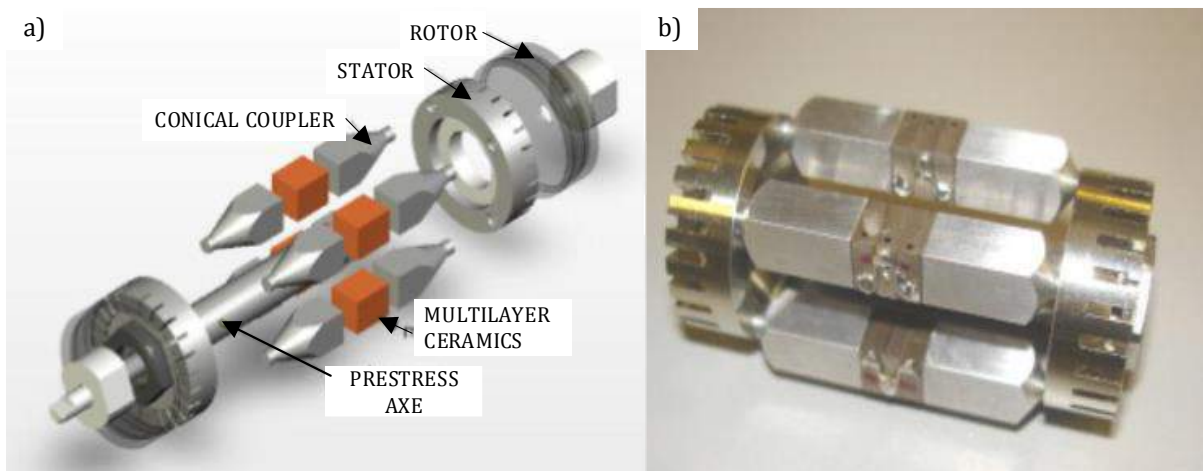 a)
ROTOR
STATOR
CONICAL COUPLER
MULTILAYER
CERAMICS
PRESTRESS
AXE
b)